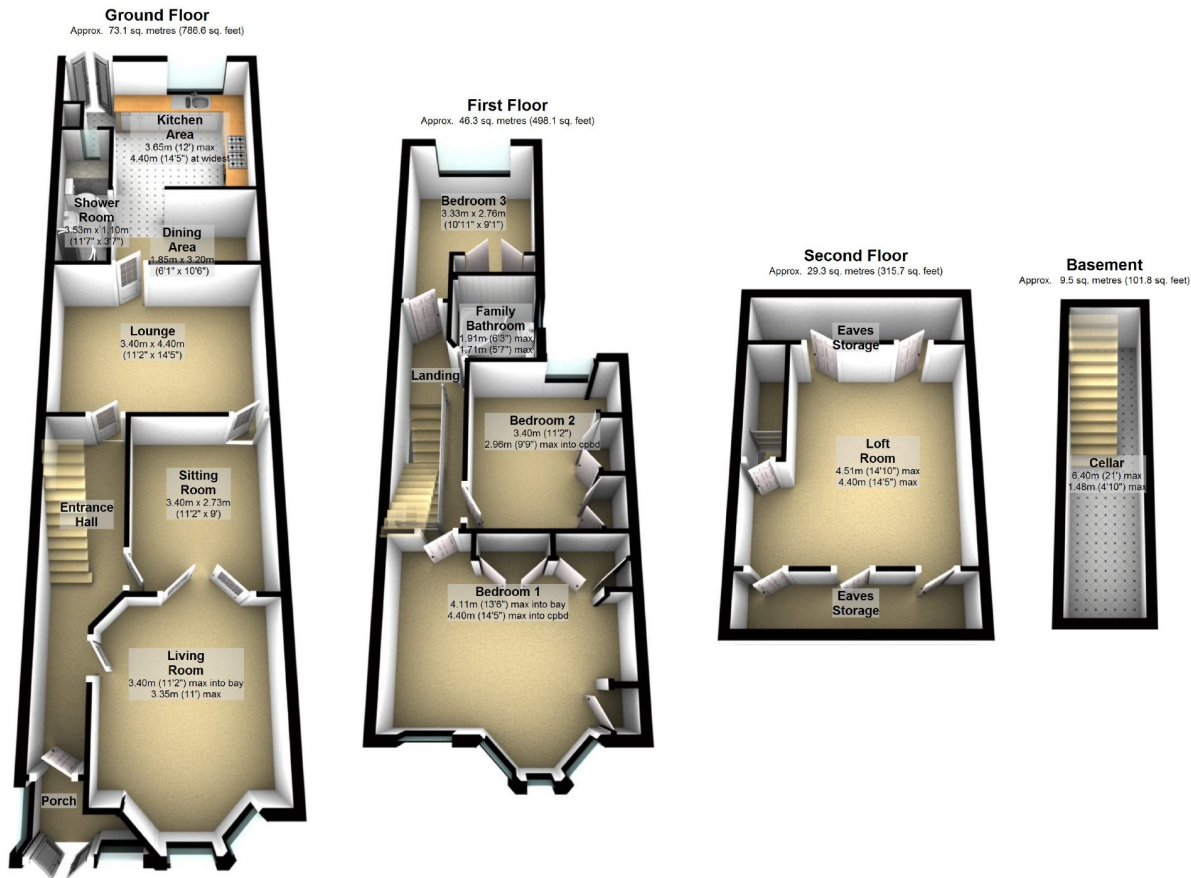 Ground Floor
Approx. 73.1 sq. metres (786.6 sq. feet)
Kitchen
Area
3.65m (12') max
4.40m (14'5") at widest
Shower
Room
3.53m x 1.10m
(11'7" x 3'7")
Dining
Area
1.85m x 3.20m
(6'1" x 10'6")
Lounge
3.40m x 4.40m
(11'2" x 14'5")
Sitting
Room
3.40m x 2.73m
(11'2" x 9')
Entrance
Hall
Living
Room
3.40m (11'2") max into bay
3.35m (11') max
Porch
First Floor
Approx. 46.3 sq. metres (498.1 sq. feet)
Bedroom 3
3.33m x 2.76m
(10'11" x 9'1")
Family
Bathroom
1.91m (6'3") max
1.71m (5'7") max
Landing
Bedroom 2
3.40m (11'2")
2.96m (9'9") max into cpbd
Bedroom 1
4.11m (13'6") max into bay
4.40m (14'5") max into cpbd
Second Floor
Approx. 29.3 sq. metres (315.7 sq. feet)
Eaves
Storage
Loft
Room
4.51m (14'10") max
4.40m (14'5") max
Eaves
Storage
Basement
Approx. 9.5 sq. metres (101.8 sq. feet)
Cellar
6.40m (21') max
1.48m (4'10") max